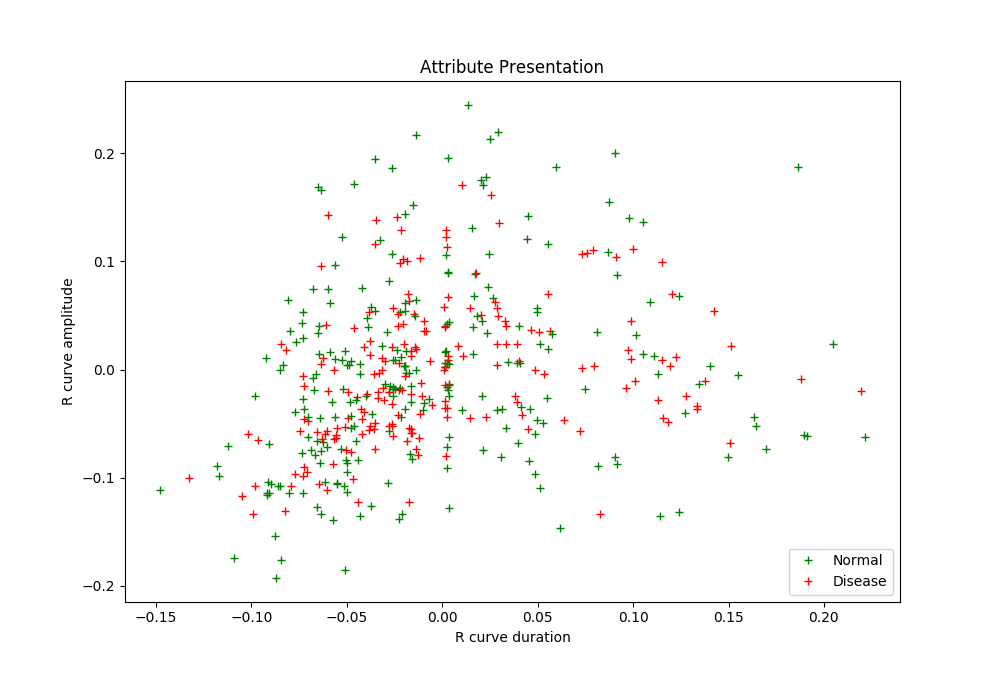 Attribute Presentation
R curve amplitude
0.2
0.1
0.0
−0.1
−0.2
−0.15
−0.10
−0.05
0.00
0.05
0.10
0.15
0.20
R curve duration
Normal
Disease